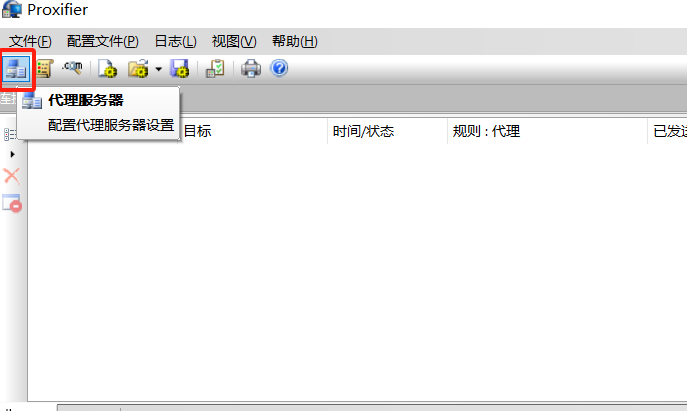 Proxifier
文件(F) 配置文件(P) 日志(L) 视图(V) 帮助(H)
.com
代理服务器
配置代理服务器设置
目标 时间/状态 规则 : 代理 已发送